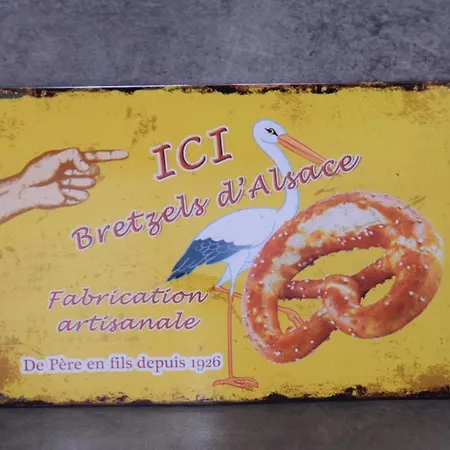 ICI
Bretzels d'Alsace
Fabrication
artisanale
De Père en fils depuis 1926